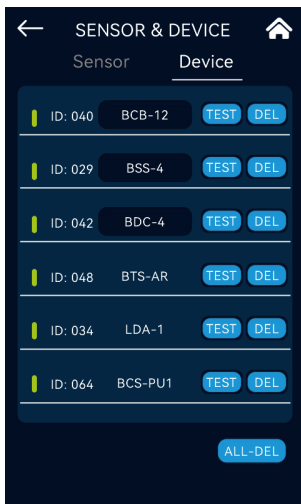 SENSOR & DEVICE
Sensor Device
ID: 040 BCB-12 TEST DEL
ID: 029 BSS-4 TEST DEL
ID: 042 BDC-4 TEST DEL
ID: 048 BTS-AR TEST DEL
ID: 034 LDA-1 TEST DEL
ID: 064 BCS-PU1 TEST DEL
ALL-DEL